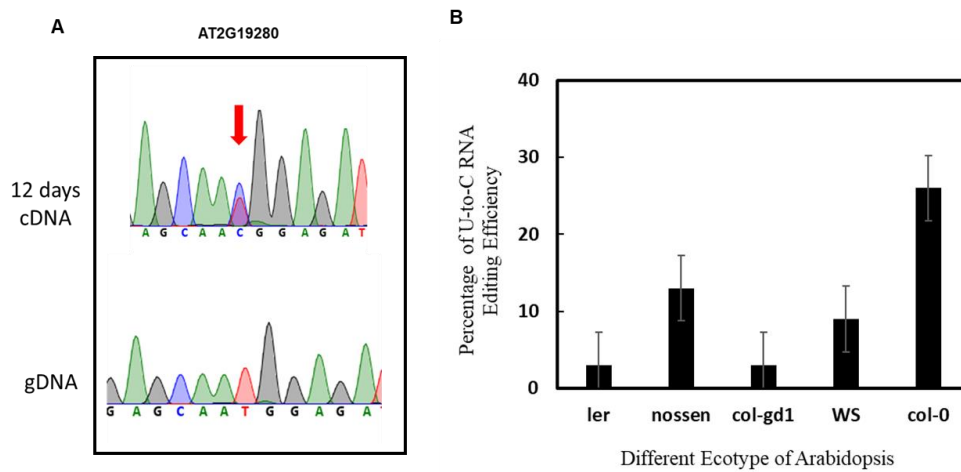 A
AT2G19280
12 days
cDNA
A G C A A C G G A G A T
gDNA
G A G C A A T G G A G A
B
Percentage of U-to-C RNA
Editing Efficiency
40
30
20
10
0
ler nossen col-gd1 WS col-0
Different Ecotype of Arabidopsis